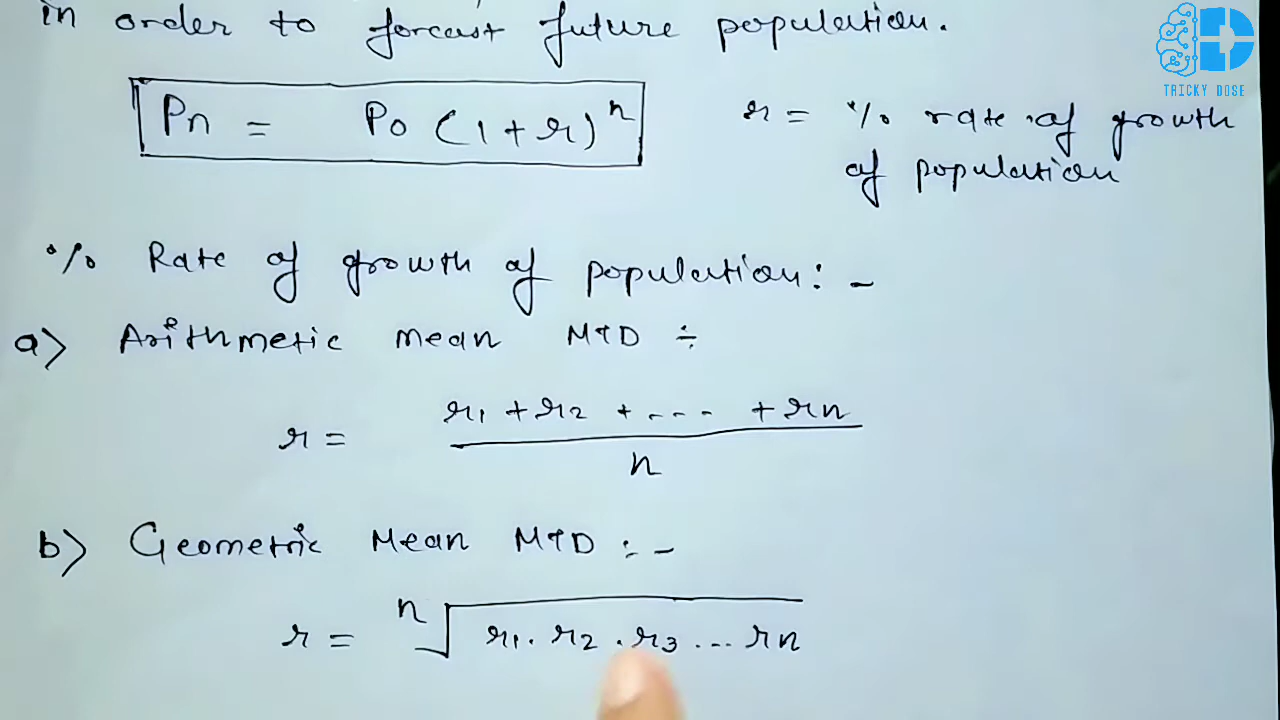 in order to forcast future population.
TRICKY DOSE
Pn = Po (1+r)^n
r = % rate of growth
of population
% Rate of growth of population:-
a) Arithmetic mean MTD ÷
r = r1 + r2 + --- + rn
n
b) Geometric Mean MTD :-
r = n√ r1. r2 . r3 ... rn